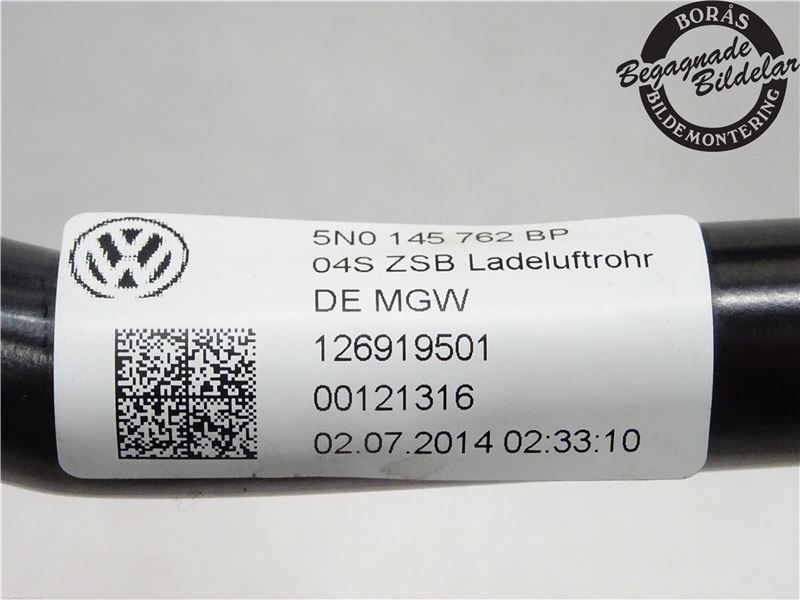 BORÅS
Begagnade
Bildelar
BILDEMONTERING
5N0 145 762 BP
04S ZSB Ladeluftrohr
DE MGW
126919501
00121316
02.07.2014 02:33:10